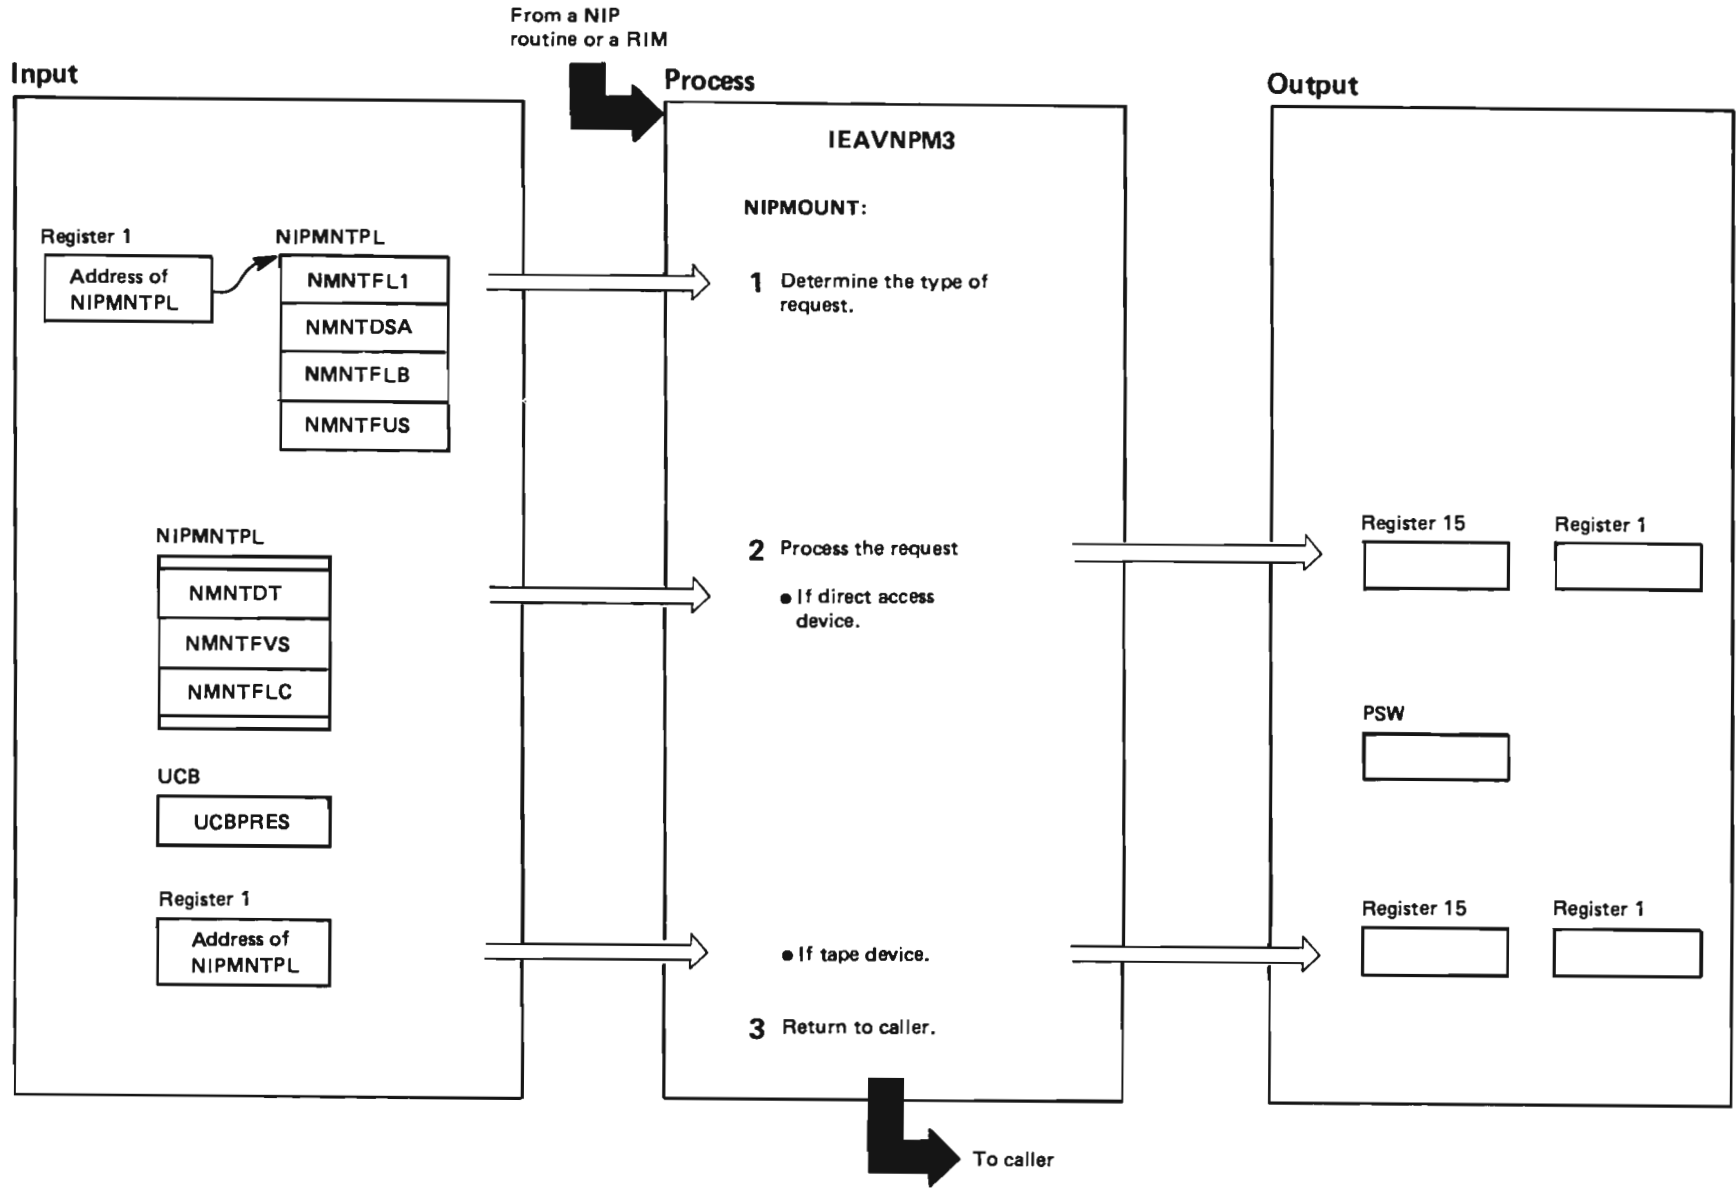 From a NIP
routine or a RIM
Input
Process
Output
IEAVNPM3
NIPMOUNT:
Register 1
NIPMNTPL
Address of
NIPMNTPL
NMNTFL1
NMNTDSA
NMNTFLB
NMNTFUS
1 Determine the type of
request.
NIPMNTPL
NMNTDT
NMNTFVS
NMNTFLC
2 Process the request
• If direct access
device.
Register 15
Register 1
PSW
UCB
UCBPRES
Register 1
Address of
NIPMNTPL
• If tape device.
Register 15
Register 1
3 Return to caller.
To caller